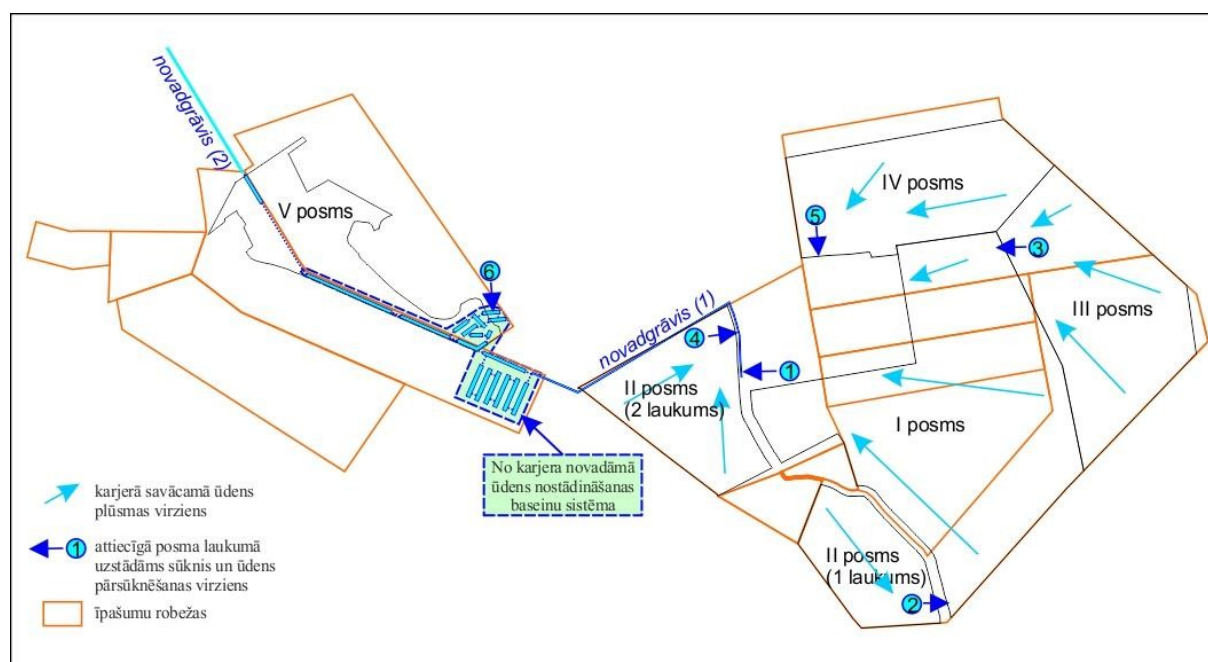 novadgrāvis (2)
V posms
6
novadgrāvis (1)
4
1
II posms
(2 laukums)
IV posms
5
3
III posms
I posms
II posms
(1 laukums)
2
No karjera novadāmā
ūdens nostādināšanas
baseinu sistēma
karjerā savācamā ūdens
plūsmas virziens
1
attiecīgā posma laukumā
uzstādāms sūknis un ūdens
pārsūknēšanas virziens
īpašumu robežas